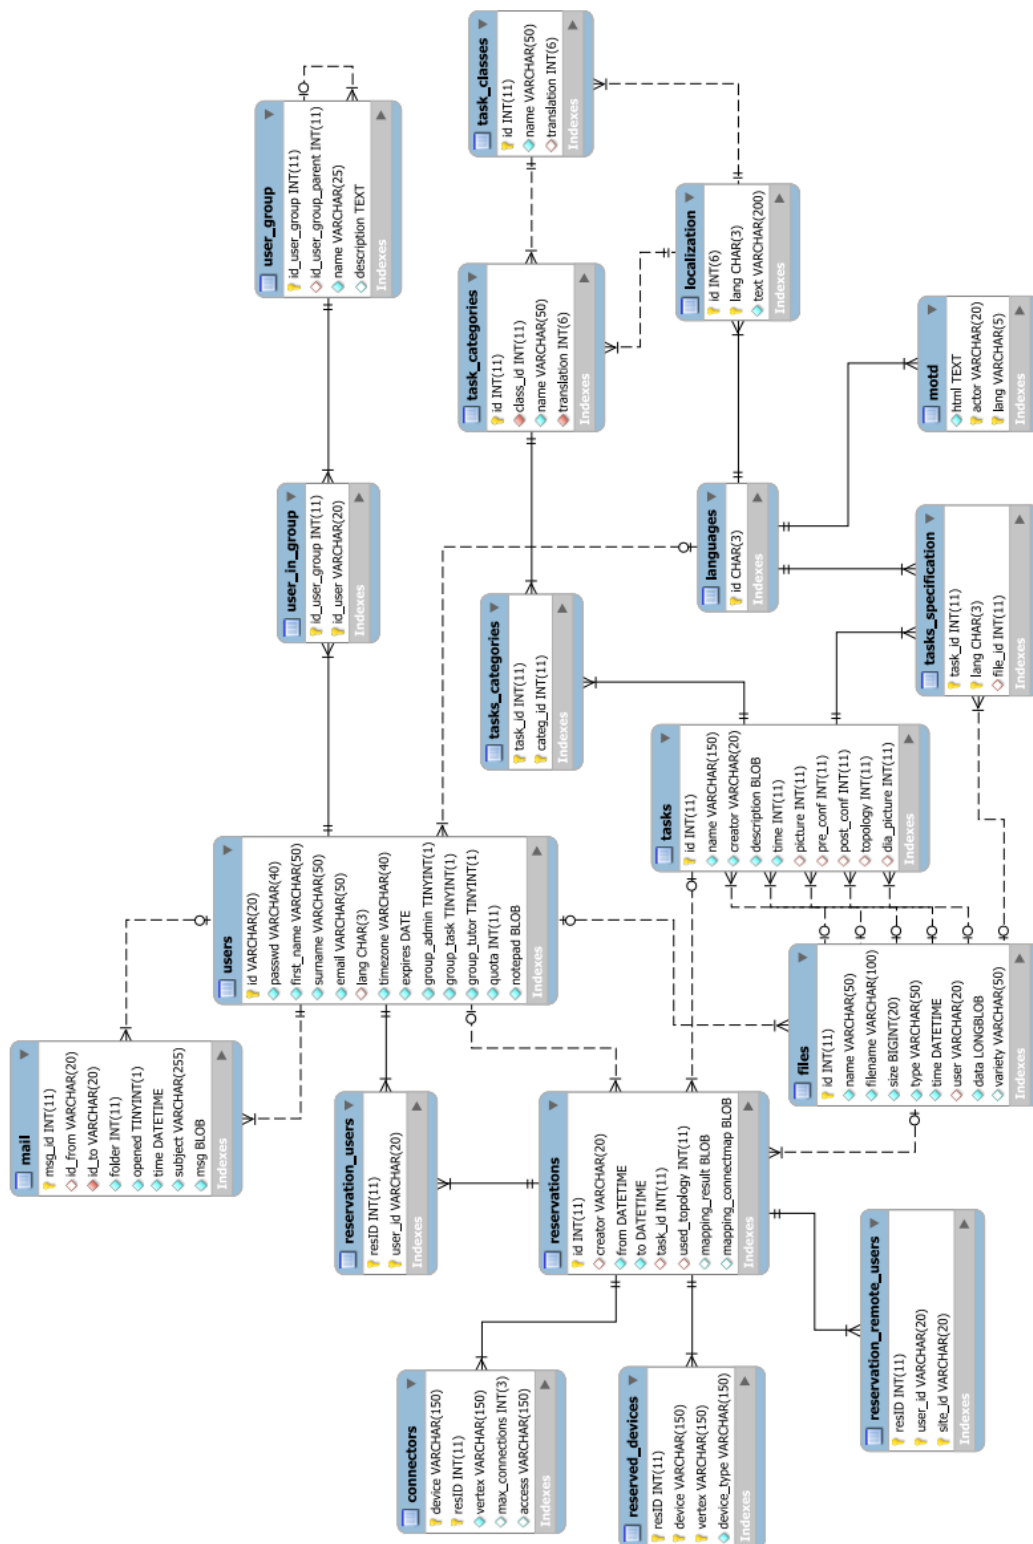 mail
msg_id INT(11)
id_from VARCHAR(20)
id_to VARCHAR(20)
folder INT(11)
opened TINYINT(1)
time DATETIME
subject VARCHAR(255)
msg BLOB
Indexes
users
id VARCHAR(20)
passwd VARCHAR(40)
first_name VARCHAR(50)
surname VARCHAR(50)
email VARCHAR(50)
lang CHAR(3)
timezone VARCHAR(40)
expires DATE
group_admin TINYINT(1)
group_task TINYINT(1)
group_tutor TINYINT(1)
quota INT(11)
notepad BLOB
Indexes
user_in_group
id_user_group INT(11)
id_user VARCHAR(20)
Indexes
user_group
id_user_group INT(11)
id_user_group_parent INT(11)
name VARCHAR(25)
description TEXT
Indexes
connectors
device VARCHAR(150)
resID INT(11)
vertex VARCHAR(150)
max_connections INT(3)
access VARCHAR(150)
Indexes
reservation_users
resID INT(11)
user_id VARCHAR(20)
Indexes
tasks_categories
task_id INT(11)
categ_id INT(11)
Indexes
task_categories
id INT(11)
class_id INT(11)
name VARCHAR(50)
translation INT(6)
Indexes
task_classes
id INT(11)
name VARCHAR(50)
translation INT(6)
Indexes
reserved_devices
resID INT(11)
device VARCHAR(150)
vertex VARCHAR(150)
device_type VARCHAR(150)
Indexes
reservations
id INT(11)
creator VARCHAR(20)
from DATETIME
to DATETIME
task_id INT(11)
used_topology INT(11)
mapping_result BLOB
mapping_connectmap BLOB
Indexes
tasks
id INT(11)
name VARCHAR(150)
creator VARCHAR(20)
description BLOB
time INT(11)
picture INT(11)
pre_conf INT(11)
post_conf INT(11)
topology INT(11)
dia_picture INT(11)
Indexes
languages
id CHAR(3)
Indexes
localization
id INT(6)
lang CHAR(3)
text VARCHAR(200)
Indexes
reservation_remote_users
resID INT(11)
user_id VARCHAR(20)
site_id VARCHAR(20)
Indexes
files
id INT(11)
name VARCHAR(50)
filename VARCHAR(100)
size BIGINT(20)
type VARCHAR(50)
time DATETIME
user VARCHAR(20)
data LONGBLOB
variety VARCHAR(50)
Indexes
tasks_specification
task_id INT(11)
lang CHAR(3)
file_id INT(11)
Indexes
motd
html TEXT
actor VARCHAR(20)
lang VARCHAR(5)
Indexes